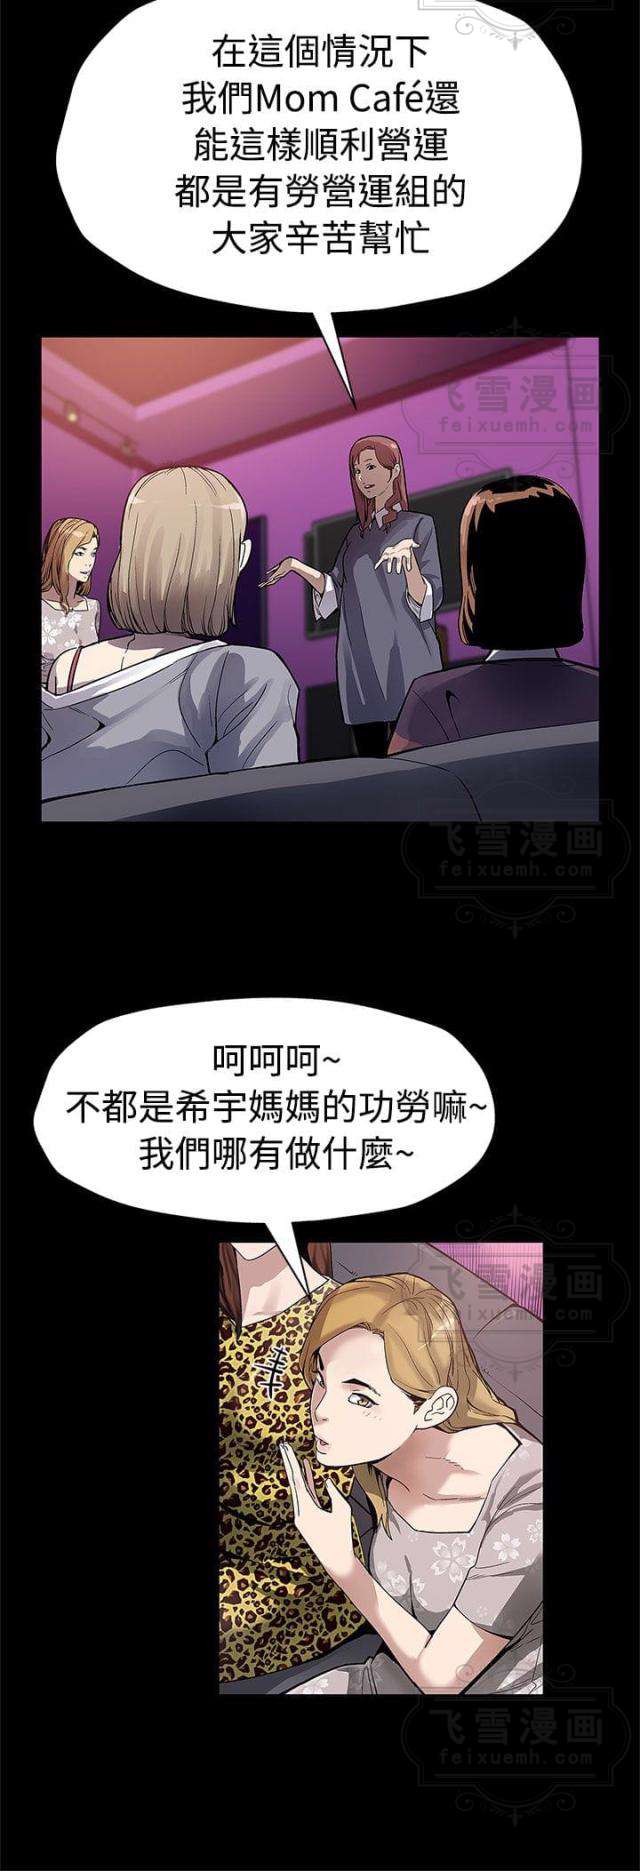 在這個情況下
我們Mom Café還
能這樣順利營運
都是有勞營運組的
大家辛苦幫忙
飞雪漫画
feixuemh.com
飞雪漫画
feixuemh.com
呵呵呵~
不都是希宇媽媽的功勞嘛~
我們哪有做什麼~
飞雪漫画
feixuemh.com
飞雪漫画
feixuemh.com